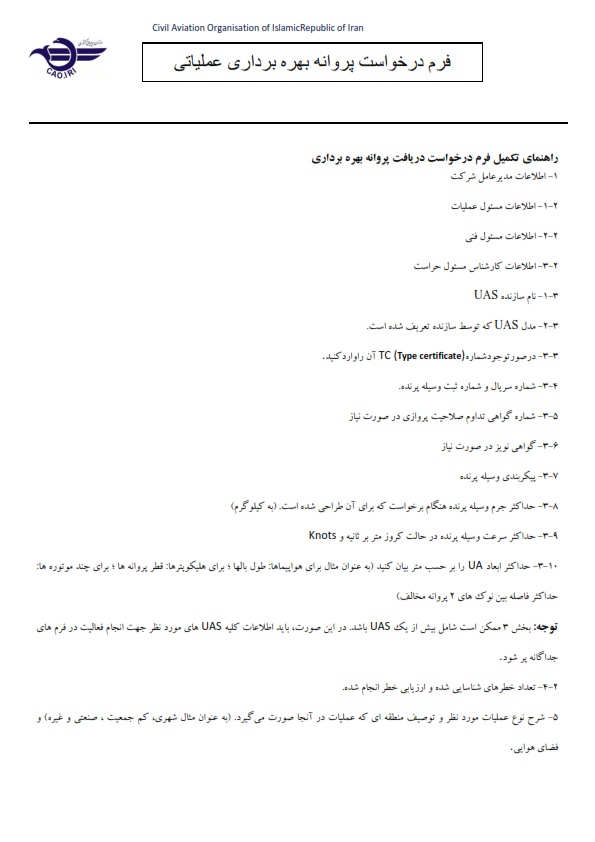 Civil Aviation Organisation of IslamicRepublic of Iran
CAO.IRI
فرم درخواست پروانه بهره برداری عملیاتی
راهنمای تکمیل فرم درخواست دریافت پروانه بهره برداری
۱- اطلاعات مدیرعامل شرکت
۱-۲- اطلاعات مسئول عملیات
۲-۲- اطلاعات مسئول فنی
۳-۲- اطلاعات کارشناس مسئول حراست
۱-۳- نام سازنده UAS
۲-۳- مدل UAS که توسط سازنده تعریف شده است.
۳-۳- درصورتوجودشماره TC (Type certificate) آن راواردکنید.
۳-۴- شماره سریال و شماره ثبت وسیله پرنده.
۳-۵- شماره گواهی تداوم صلاحیت پروازی در صورت نیاز
۳-۶- گواهی نویز در صورت نیاز
۳-۷- پیکربندی وسیله پرنده
۳-۸- حداکثر جرم وسیله پرنده هنگام برخواست که برای آن طراحی شده است. (به کیلوگرم)
۳-۹- حداکثر سرعت وسیله پرنده در حالت کروز متر بر ثانیه و Knots
۳-۱۰- حداکثر ابعاد UA را بر حسب متر بیان کنید (به عنوان مثال برای هواپیماها: طول بالها ؛ برای هلیکوپترها: قطر پروانه ها ؛ برای چند موتوره ها:
حداکثر فاصله بین نوک های ۲ پروانه مخالف)
توجه: بخش ۳ ممکن است شامل بیش از یک UAS باشد. در این صورت، باید اطلاعات کلیه UAS های مورد نظر جهت انجام فعالیت در فرم های
جداگانه پر شود.
۴-۲- تعداد خطرهای شناسایی شده و ارزیابی خطر انجام شده.
۵- شرح نوع عملیات مورد نظر و توصیف منطقه ای که عملیات در آنجا صورت می‌گیرد. (به عنوان مثال شهری، کم جمعیت ، صنعتی و غیره) و
فضای هوایی.